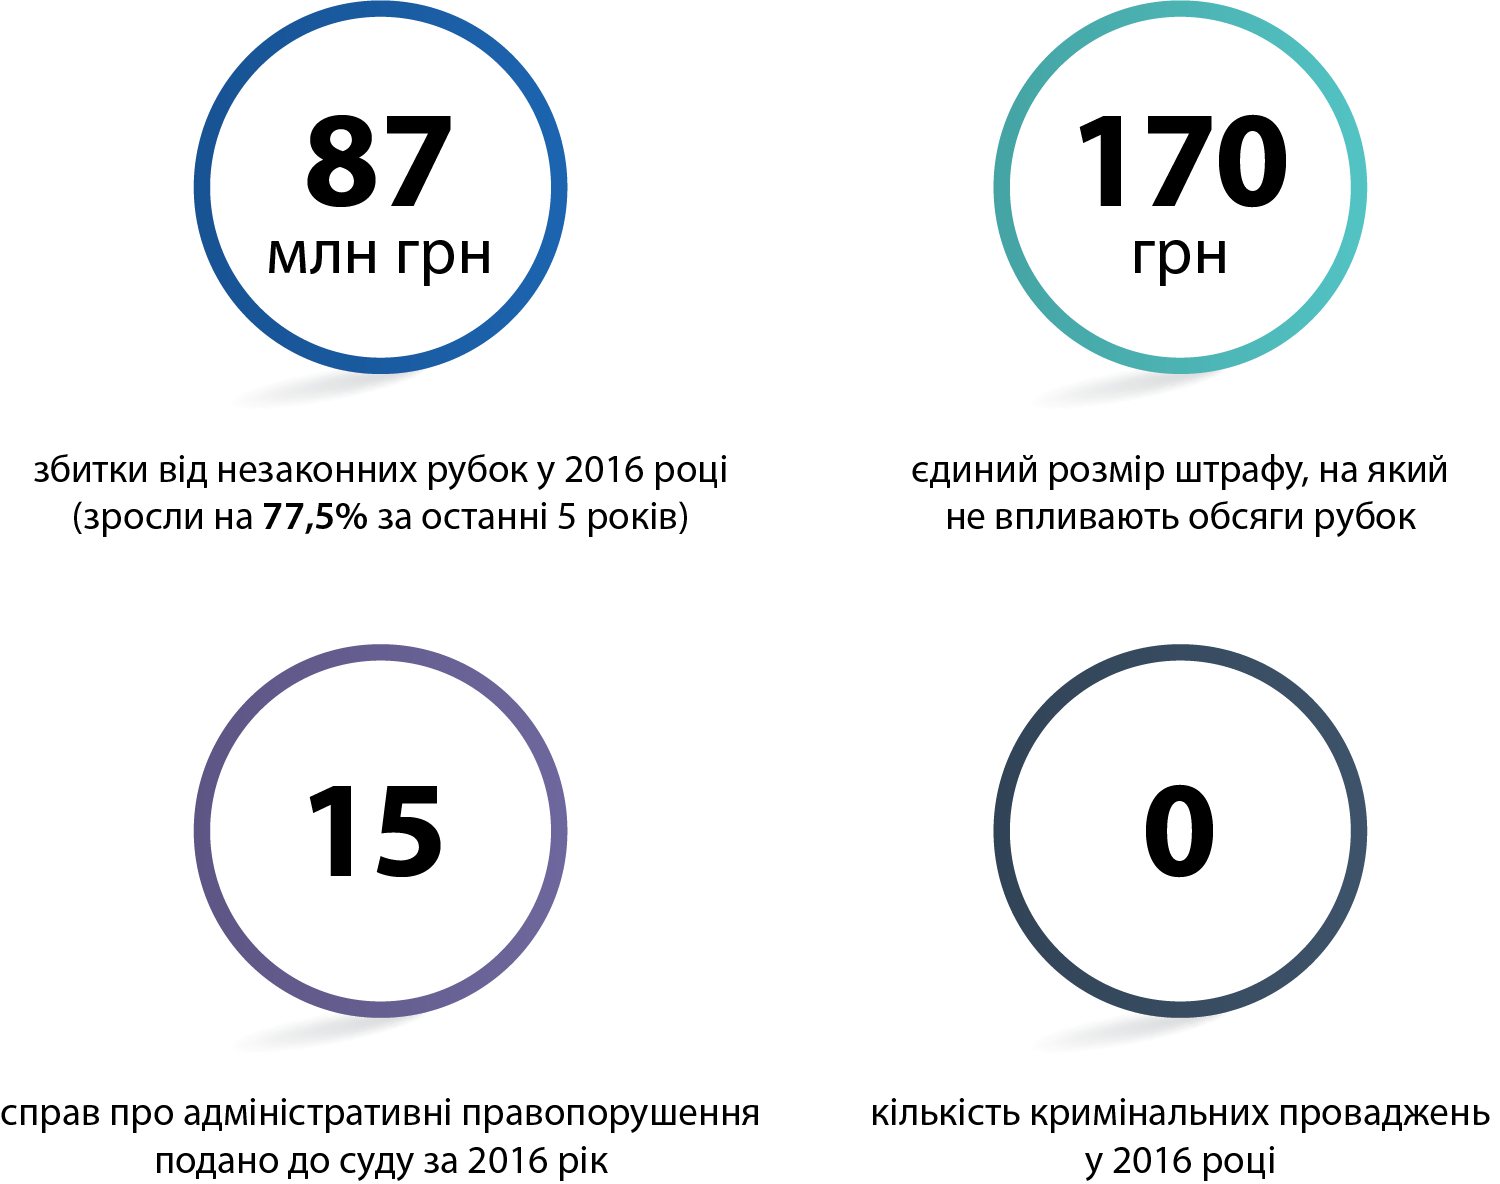 87
млн грн
збитки від незаконних рубок у 2016 році
(зросли на 77,5% за останні 5 років)
170
грн
єдиний розмір штрафу, на який
не впливають обсяги рубок
15
справ про адміністративні правопорушення
подано до суду за 2016 рік
0
кількість кримінальних проваджень
у 2016 році